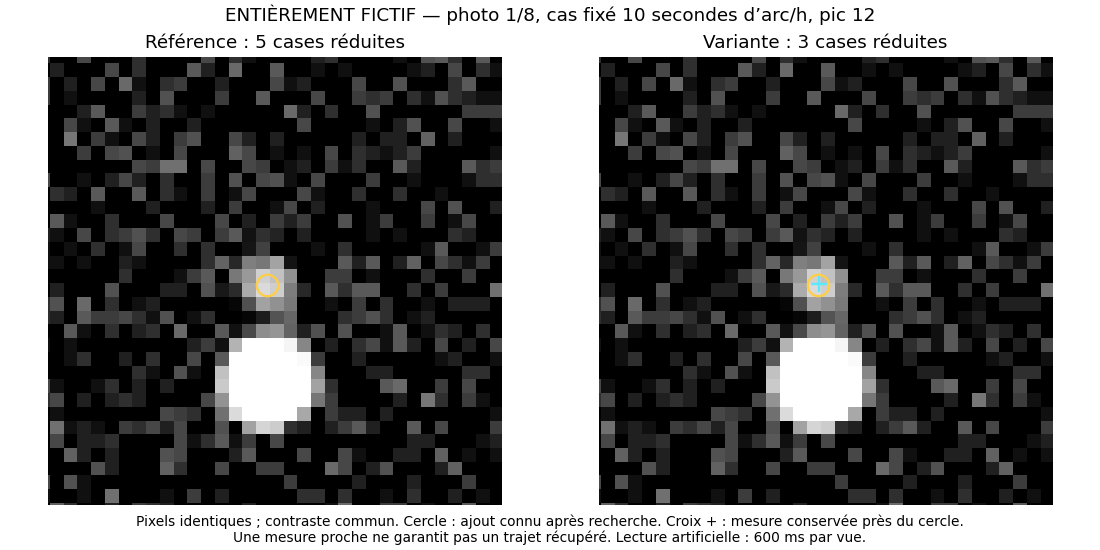 ENTIÈREMENT FICTIF — photo 1/8, cas fixé 10 secondes d’arc/h, pic 12
Référence : 5 cases réduites
Variante : 3 cases réduites
Pixels identiques ; contraste commun. Cercle : ajout connu après recherche. Croix + : mesure conservée près du cercle.
Une mesure proche ne garantit pas un trajet récupéré. Lecture artificielle : 600 ms par vue.